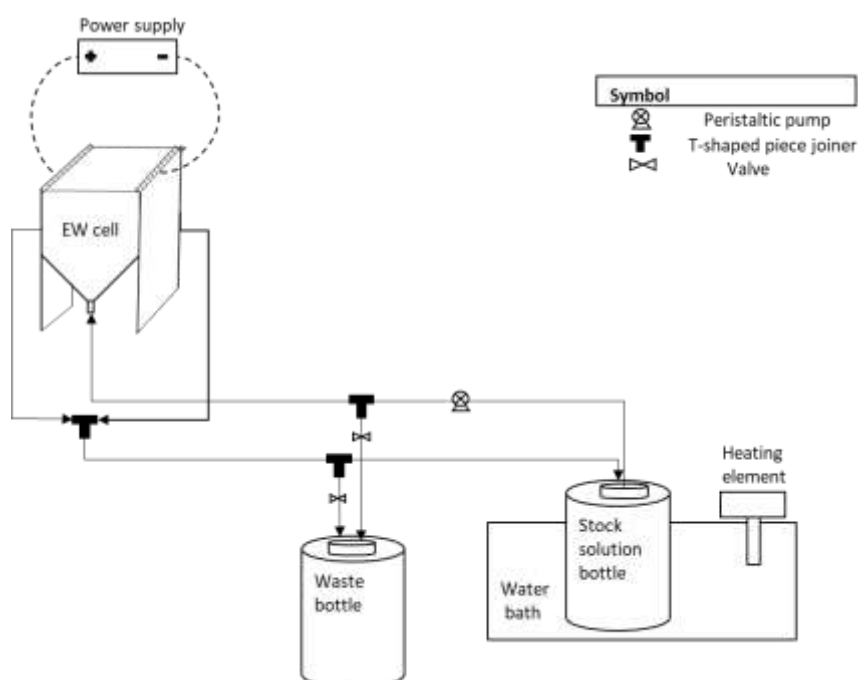 Power supply
+ -
EW cell
Symbol
Peristaltic pump
T-shaped piece joiner
Valve
Heating
element
Stock
solution
bottle
Water
bath
Waste
bottle